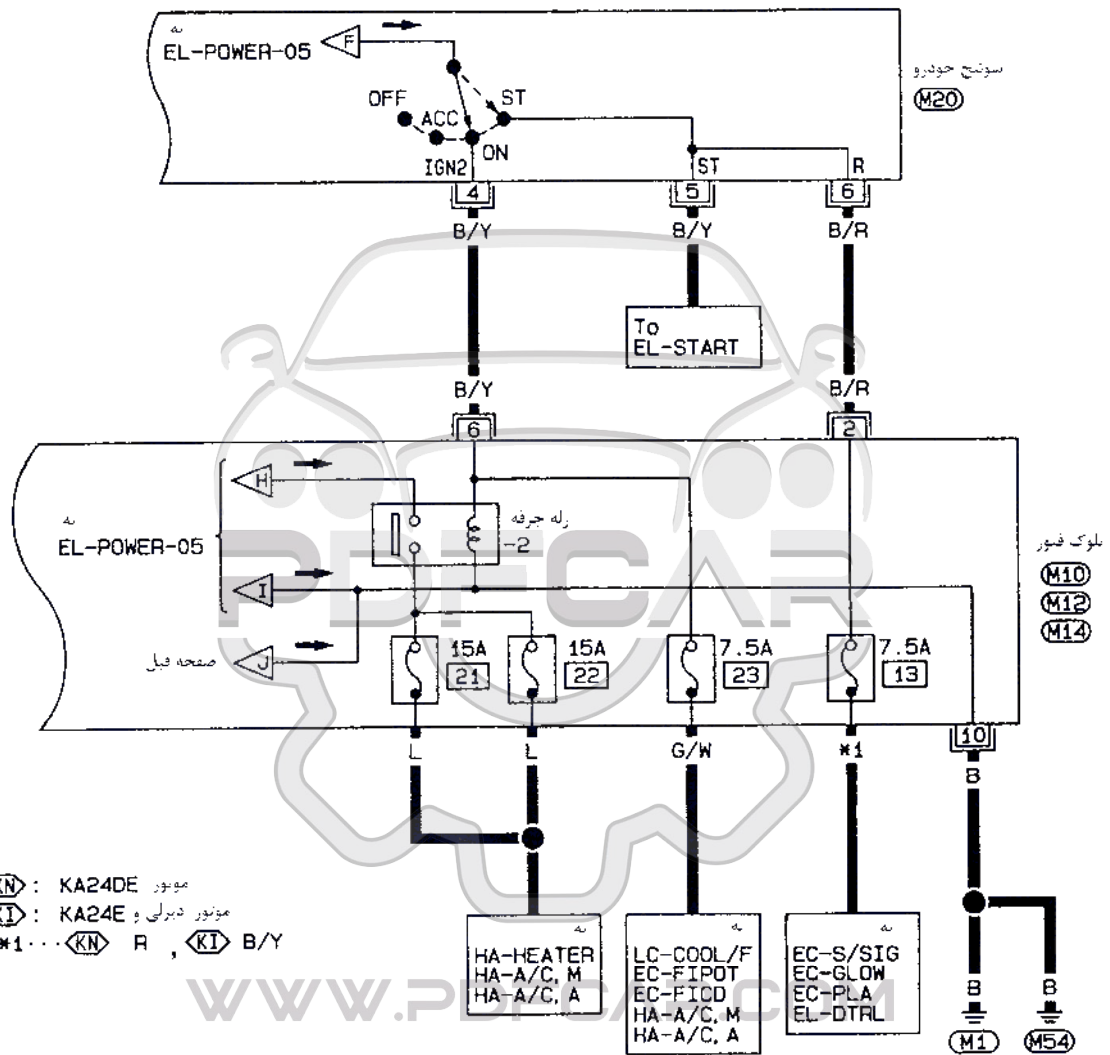 به
EL-POWER-05
F
سوئیچ خودرو
M20
OFF
ACC
ST
ON
IGN2
ST
R
4
5
6
B/Y
B/Y
B/R
To
EL-START
B/Y
B/R
6
2
H
به
EL-POWER-05
رله جرقه
-2
بلوک فیوز
M10
M12
M14
I
J
صفحه قبل
15A
21
15A
22
7.5A
23
7.5A
13
10
L
L
G/W
*1
B
PDFCAR
KN: KA24DE موتور
KI: KA24E موتور دیزلی و
*1... KN R , KI B/Y
به
HA-HEATER
HA-A/C, M
HA-A/C, A
به
LC-COOL/F
EC-FIPOT
EC-FICD
HA-A/C, M
HA-A/C, A
به
EC-S/SIG
EC-GLOW
EC-PLA
EL-DTRL
B
B
M1
M54
WWW.PDFCAR.COM